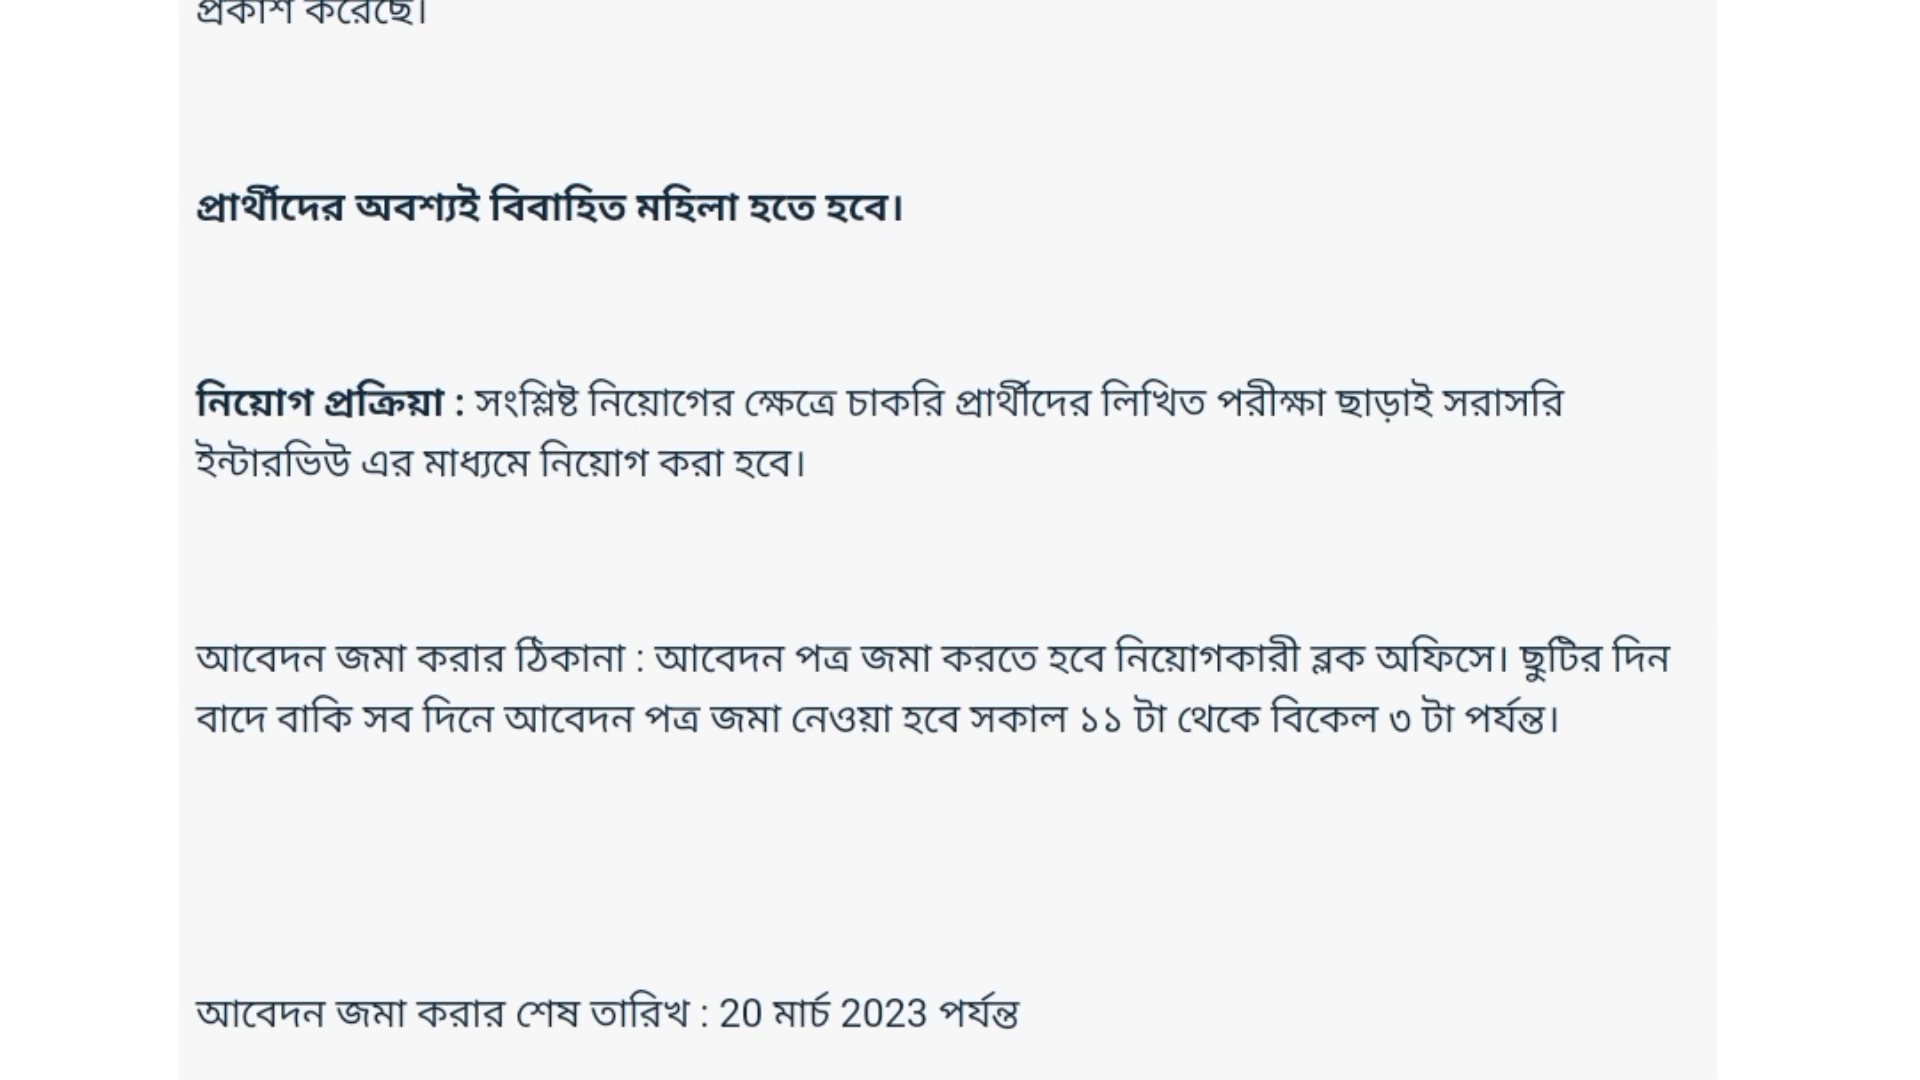 প্রকাশ করেছে।
প্রার্থীদের অবশ্যই বিবাহিত মহিলা হতে হবে।
নিয়োগ প্রক্রিয়া : সংশ্লিষ্ট নিয়োগের ক্ষেত্রে চাকরি প্রার্থীদের লিখিত পরীক্ষা ছাড়াই সরাসরি
ইন্টারভিউ এর মাধ্যমে নিয়োগ করা হবে।
আবেদন জমা করার ঠিকানা : আবেদন পত্র জমা করতে হবে নিয়োগকারী ব্লক অফিসে। ছুটির দিন
বাদে বাকি সব দিনে আবেদন পত্র জমা নেওয়া হবে সকাল ১১ টা থেকে বিকেল ৩ টা পর্যন্ত।
আবেদন জমা করার শেষ তারিখ : 20 মার্চ 2023 পর্যন্ত